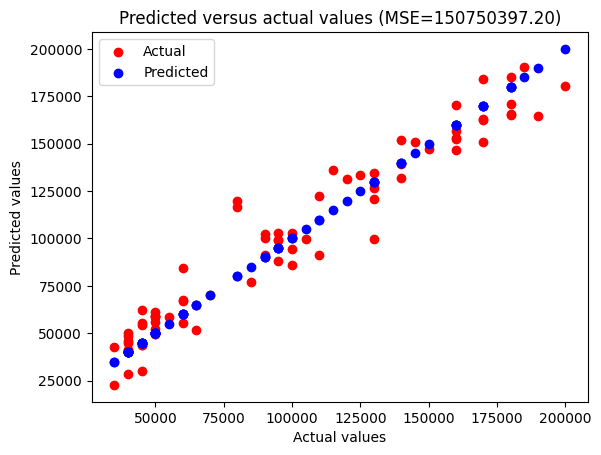 Predicted versus actual values (MSE=150750397.20)
Actual
Predicted
200000
175000
150000
125000
100000
75000
50000
25000
Predicted values
50000 75000 100000 125000 150000 175000 200000
Actual values